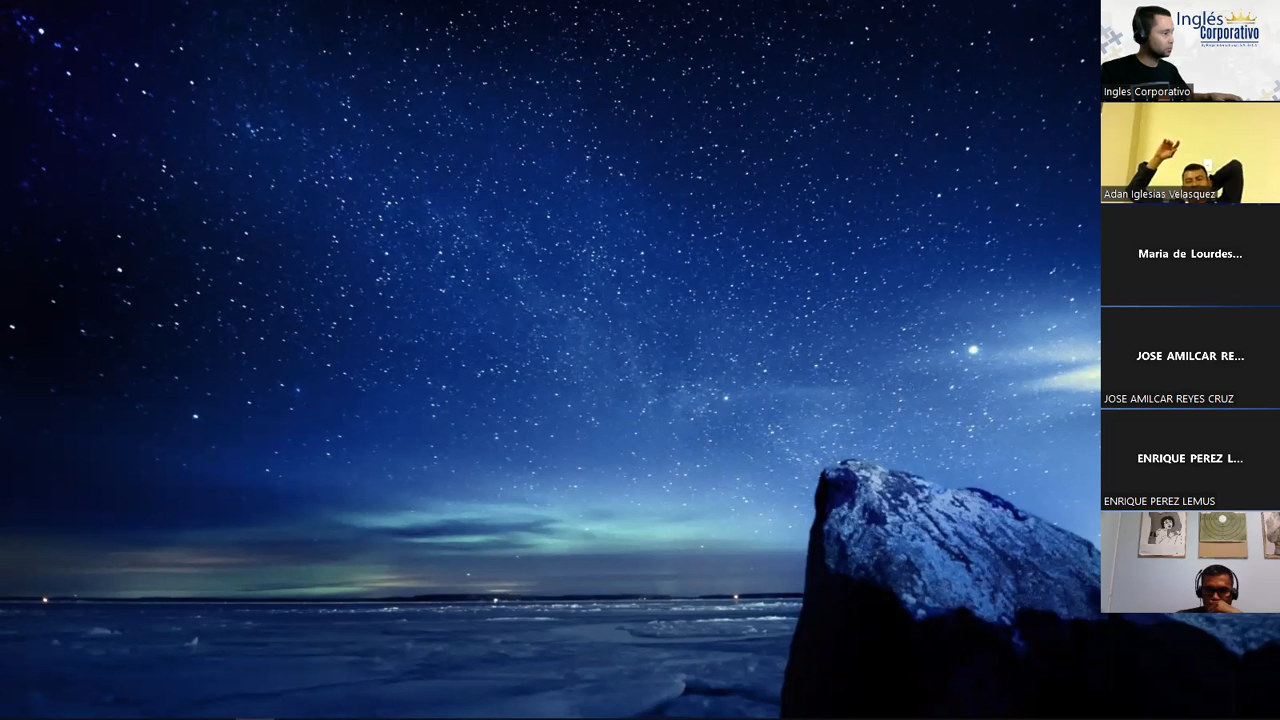 Inglés
Corporativo
Ingles Corporativo
Adan Iglesias Velasquez
Maria de Lourdes...
JOSE AMILCAR RE...
JOSE AMILCAR REYES CRUZ
ENRIQUE PEREZ L...
ENRIQUE PEREZ LEMUS